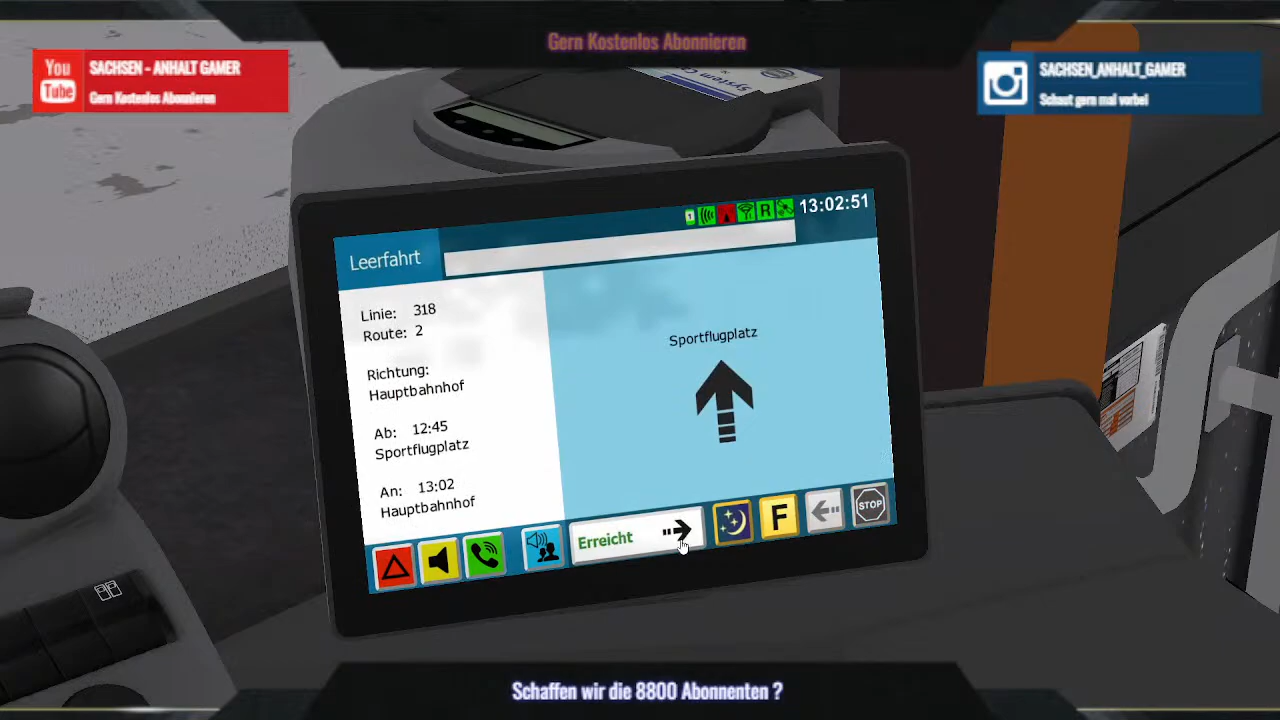 Gern Kostenlos Abonnieren
You
Tube
SACHSEN - ANHALT GAMER
Gern Kostenlos Abonnieren
SACHSEN_ANHALT_GAMER
Schaut gern mal vorbei
13:02:51
R
Leerfahrt
Linie: 318
Route: 2
Richtung:
Hauptbahnhof
Ab: 12:45
Sportflugplatz
An: 13:02
Hauptbahnhof
Sportflugplatz
Erreicht
F
STOP
Schaffen wir die 8800 Abonnenten ?